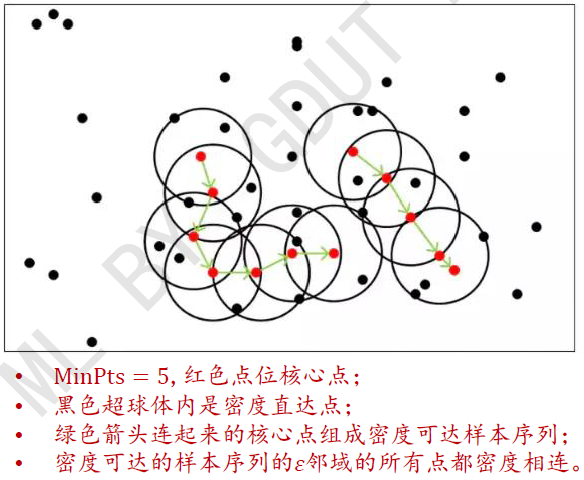 ML BY GDUT
• MinPts = 5, 红色点位核心点；
• 黑色超球体内是密度直达点；
• 绿色箭头连起来的核心点组成密度可达样本序列；
• 密度可达的样本序列的ε邻域的所有点都密度相连。